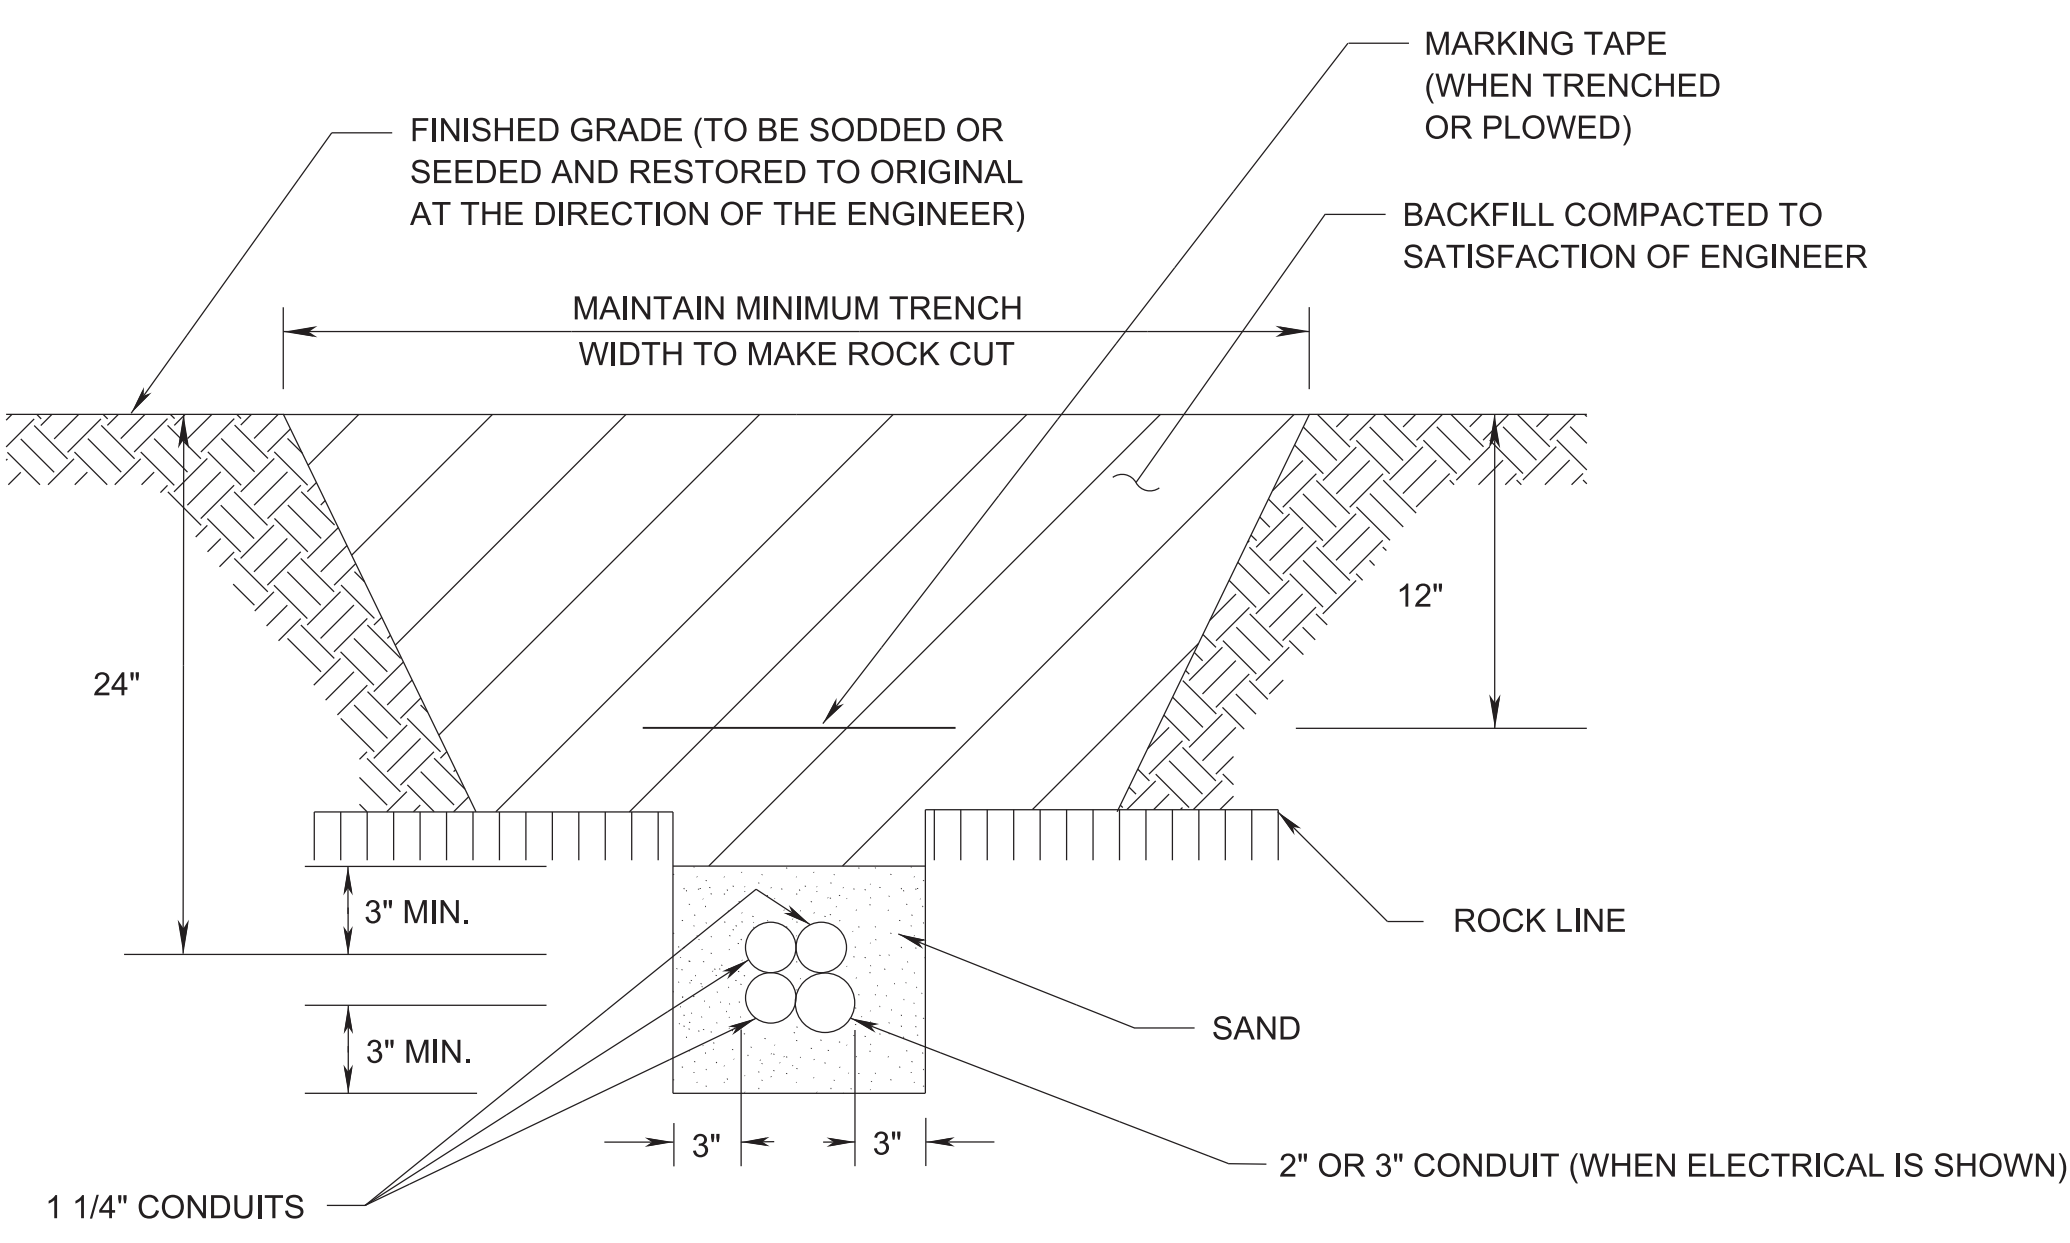 MARKING TAPE
(WHEN TRENCHED
OR PLOWED)
FINISHED GRADE (TO BE SODDED OR
SEEDED AND RESTORED TO ORIGINAL
AT THE DIRECTION OF THE ENGINEER)
BACKFILL COMPACTED TO
SATISFACTION OF ENGINEER
MAINTAIN MINIMUM TRENCH
WIDTH TO MAKE ROCK CUT
12"
24"
3" MIN.
ROCK LINE
SAND
3" MIN.
3"
3"
2" OR 3" CONDUIT (WHEN ELECTRICAL IS SHOWN)
1 1/4" CONDUITS